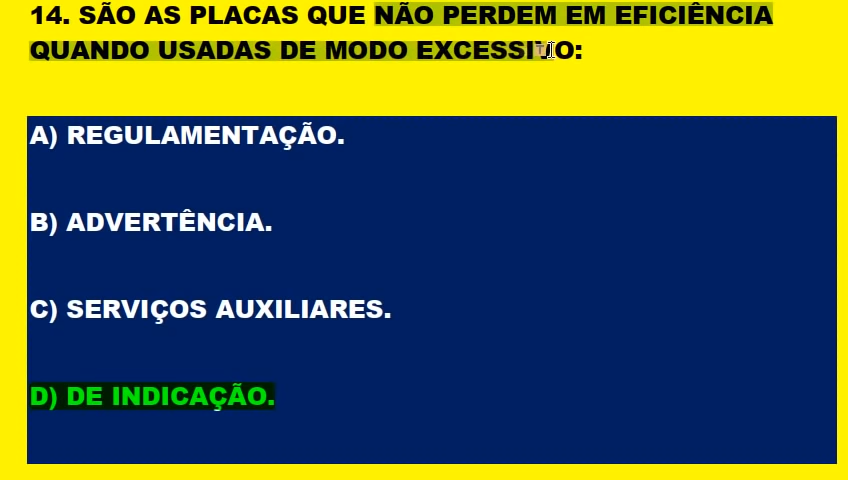 14. SÃO AS PLACAS QUE NÃO PERDEM EM EFICIÊNCIA
QUANDO USADAS DE MODO EXCESSIVO:
A) REGULAMENTAÇÃO.
B) ADVERTÊNCIA.
C) SERVIÇOS AUXILIARES.
D) DE INDICAÇÃO.